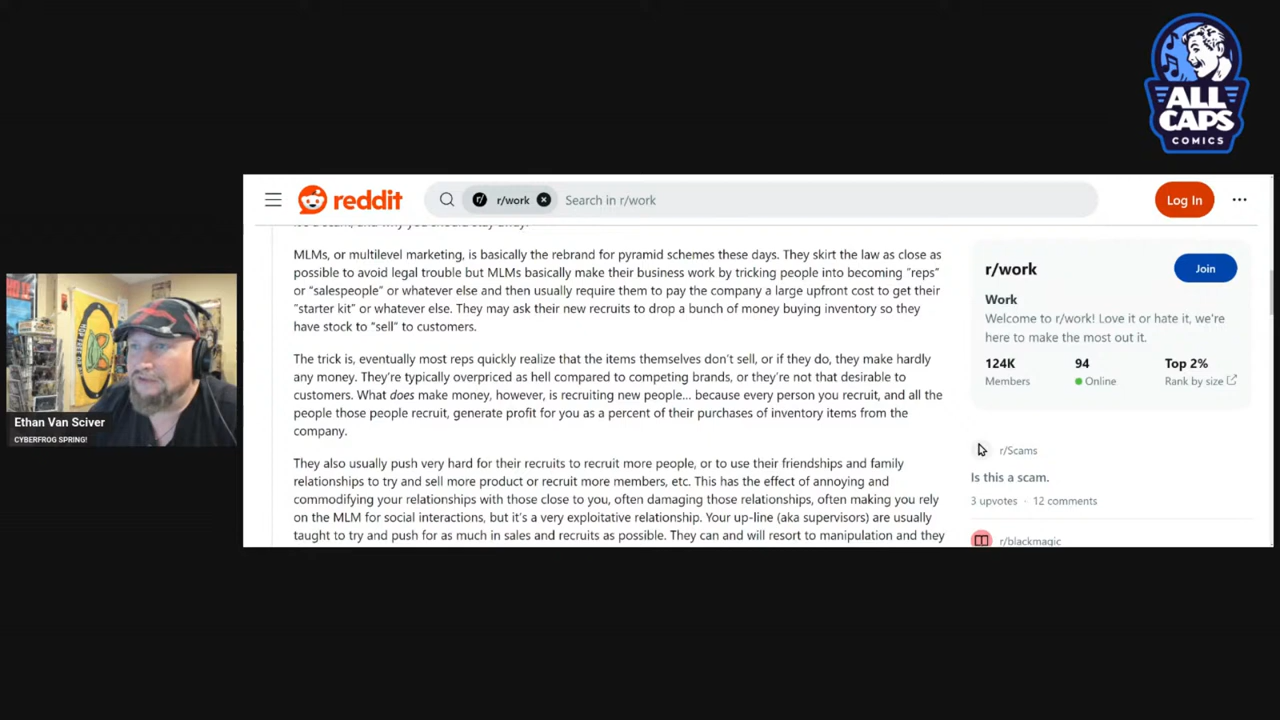 ALL
CAPS
COMICS
reddit
r/work
Search in r/work
Log In
it's a scam, and why you should stay away!
MLMs, or multilevel marketing, is basically the rebrand for pyramid schemes these days. They skirt the law as close as
possible to avoid legal trouble but MLMs basically make their business work by tricking people into becoming "reps"
or "salespeople" or whatever else and then usually require them to pay the company a large upfront cost to get their
"starter kit" or whatever else. They may ask their new recruits to drop a bunch of money buying inventory so they
have stock to "sell" to customers.
The trick is, eventually most reps quickly realize that the items themselves don't sell, or if they do, they make hardly
any money. They're typically overpriced as hell compared to competing brands, or they're not that desirable to
customers. What does make money, however, is recruiting new people... because every person you recruit, and all the
people those people recruit, generate profit for you as a percent of their purchases of inventory items from the
company.
They also usually push very hard for their recruits to recruit more people, or to use their friendships and family
relationships to try and sell more product or recruit more members, etc. This has the effect of annoying and
commodifying your relationships with those close to you, often damaging those relationships, often making you rely
on the MLM for social interactions, but it's a very exploitative relationship. Your up-line (aka supervisors) are usually
taught to try and push for as much in sales and recruits as possible. They can and will resort to manipulation and they
r/work
Join
Work
Welcome to r/work! Love it or hate it, we're
here to make the most out it.
124K
94
Top 2%
Members
Online
Rank by size
r/Scams
Is this a scam.
3 upvotes · 12 comments
r/blackmagic
Ethan Van Sciver
CYBERFROG SPRING!